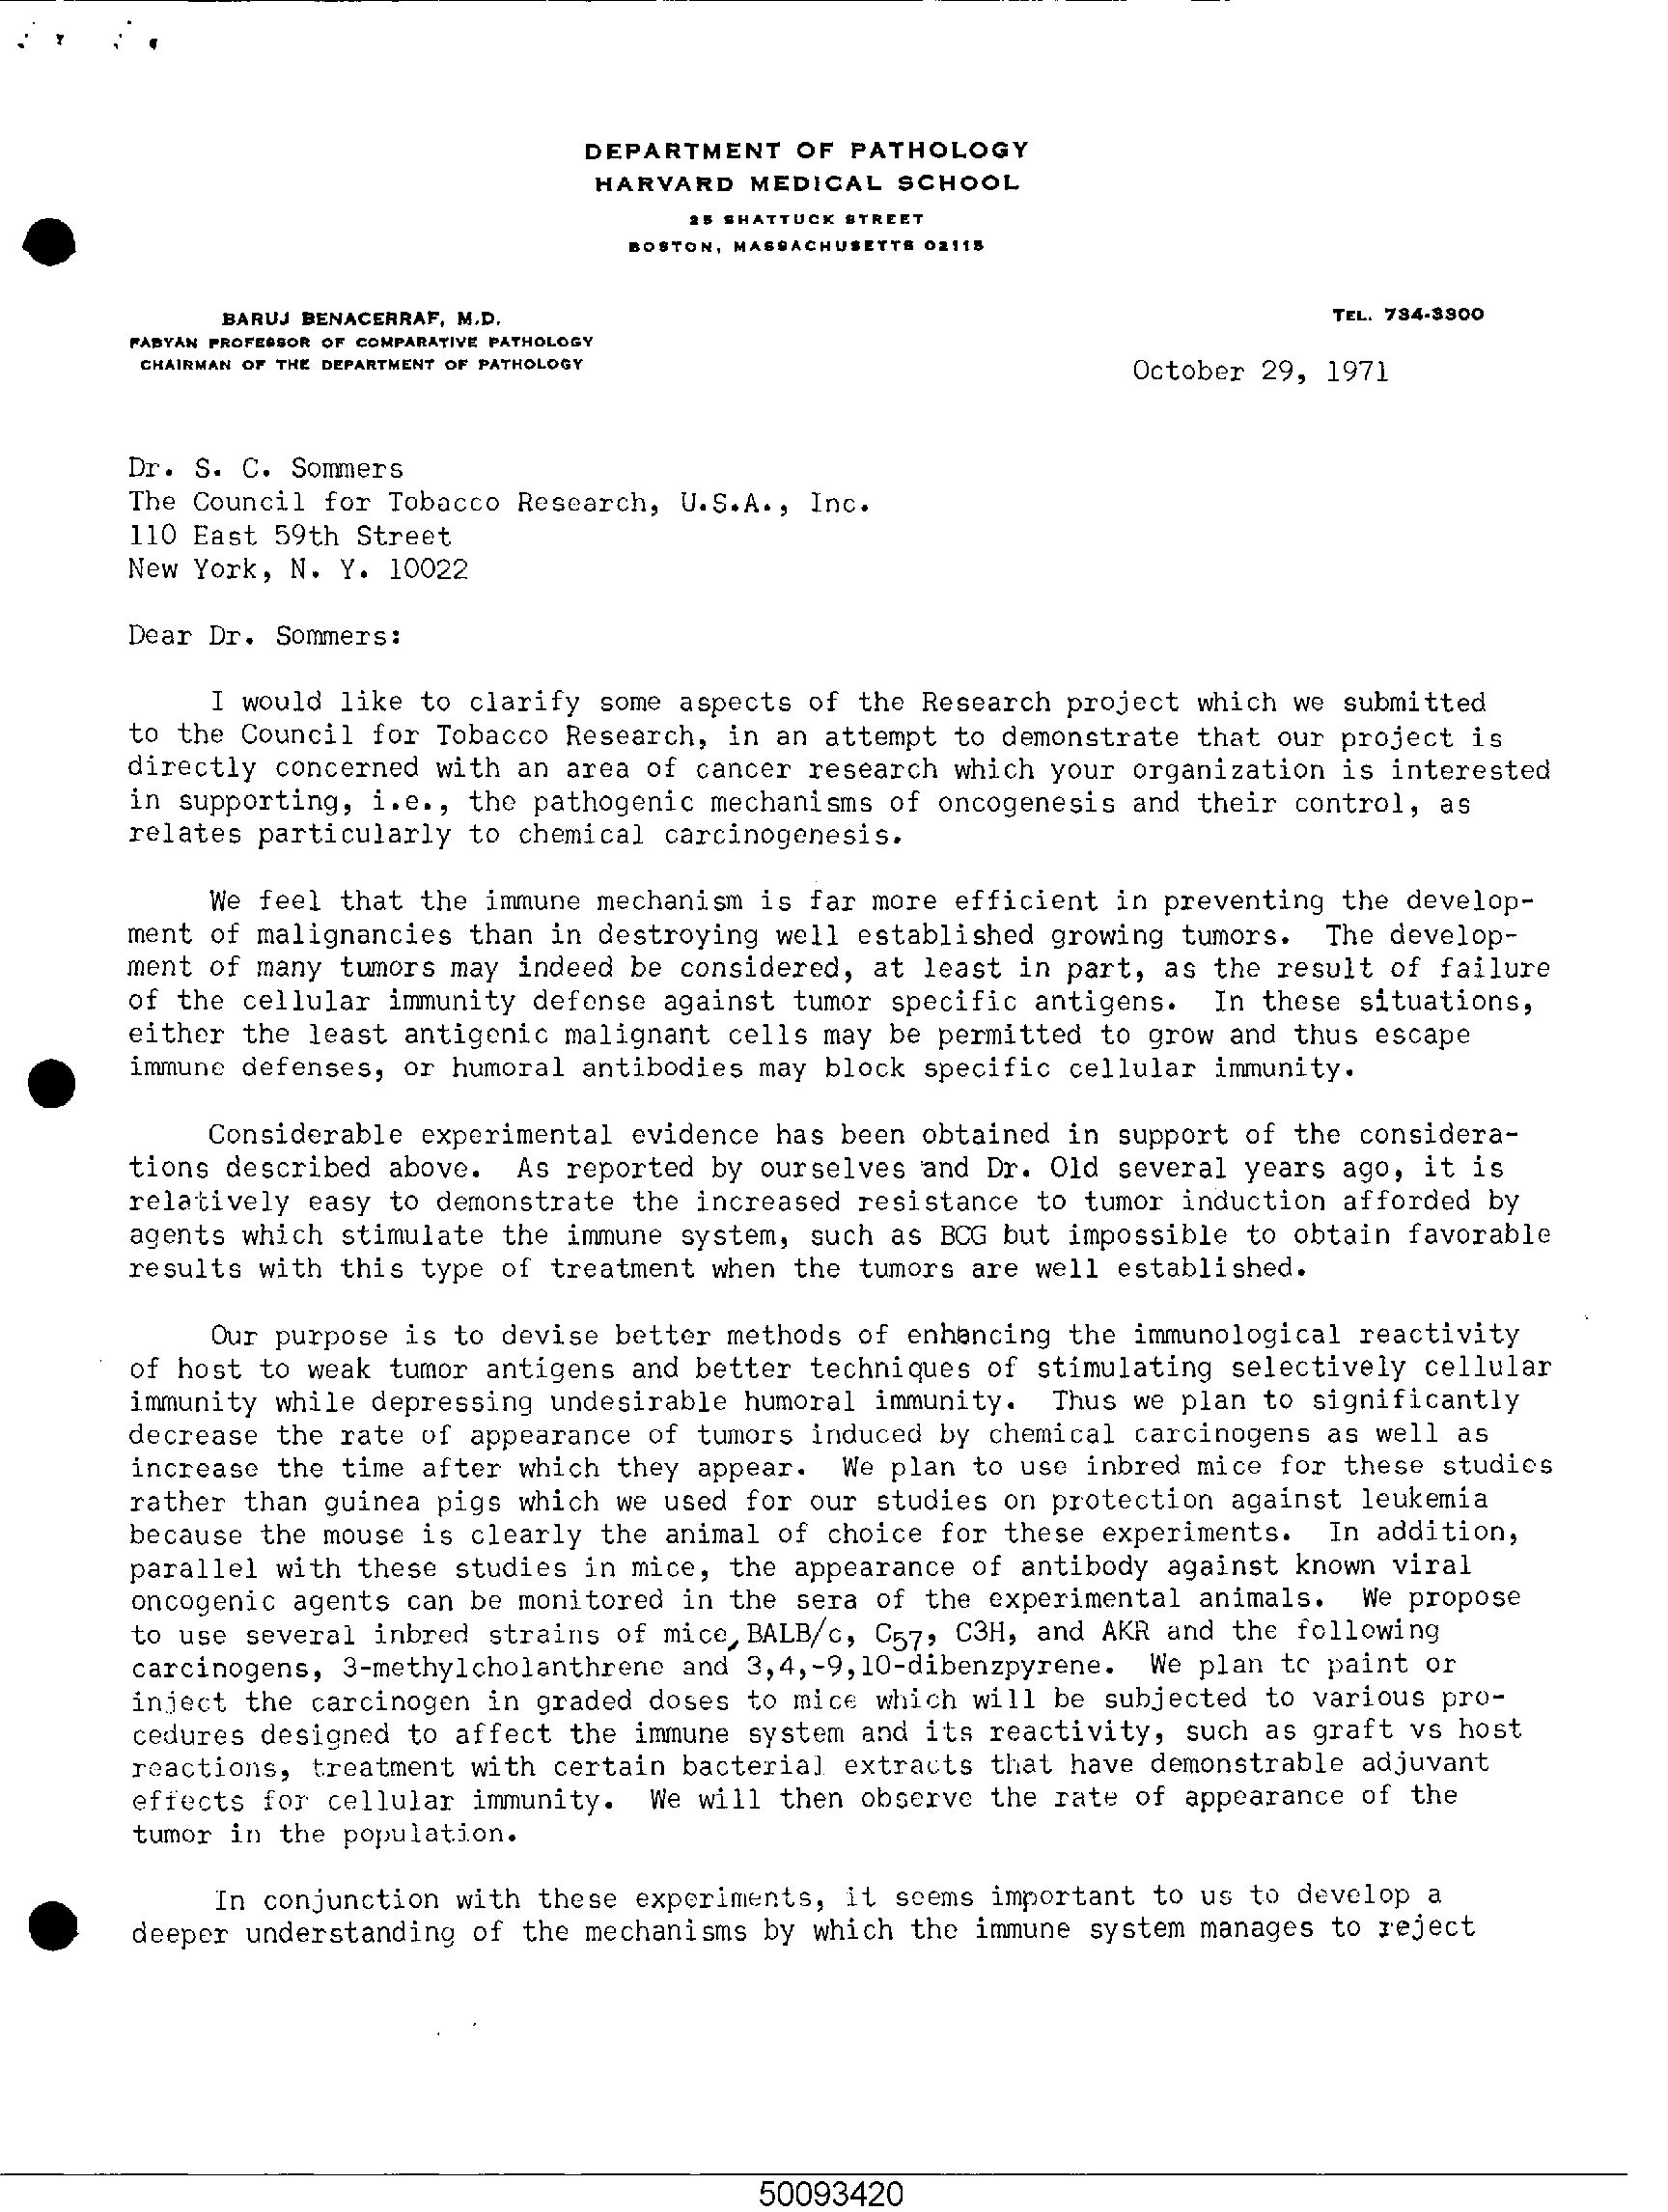 DEPARTMENT OF PATHOLOGY
HARVARD MEDICAL SCHOOL
25 SHATTUCK STREET
BOSTON, MASSACHUSETTS 02115
BARUJ BENACERRAF, M.D.
FABYAN PROFESSOR OF COMPARATIVE PATHOLOGY
CHAIRMAN OF THE DEPARTMENT OF PATHOLOGY
TEL. 734-3300
October 29, 1971
Dr. S. C. Sommers
The Council for Tobacco Research, U.S.A., Inc.
110 East 59th Street
New York, N. Y. 10022
Dear Dr. Sommers:
I would like to clarify some aspects of the Research project which we submitted
to the Council for Tobacco Research, in an attempt to demonstrate that our project is
directly concerned with an area of cancer research which your organization is interested
in supporting, i.e., the pathogenic mechanisms of oncogenesis and their control, as
relates particularly to chemical carcinogenesis.
We feel that the immune mechanism is far more efficient in preventing the develop-
ment of malignancies than in destroying well established growing tumors. The develop-
ment of many tumors may indeed be considered, at least in part, as the result of failure
of the cellular immunity defense against tumor specific antigens. In these situations,
either the least antigenic malignant cells may be permitted to grow and thus escape
immune defenses, or humoral antibodies may block specific cellular immunity.
Considerable experimental evidence has been obtained in support of the considera-
tions described above. As reported by ourselves and Dr. Old several years ago, it is
relatively easy to demonstrate the increased resistance to tumor induction afforded by
agents which stimulate the immune system, such as BCG but impossible to obtain favorable
results with this type of treatment when the tumors are well established.
Our purpose is to devise better methods of enhancing the immunological reactivity
of host to weak tumor antigens and better techniques of stimulating selectively cellular
immunity while depressing undesirable humoral immunity. Thus we plan to significantly
decrease the rate of appearance of tumors induced by chemical carcinogens as well as
increase the time after which they appear. We plan to use inbred mice for these studies
rather than guinea pigs which we used for our studies on protection against leukemia
because the mouse is clearly the animal of choice for these experiments. In addition,
parallel with these studies in mice, the appearance of antibody against known viral
oncogenic agents can be monitored in the sera of the experimental animals. We propose
to use several inbred strains of mice, BALB/c, C57, C3H, and AKR and the following
carcinogens, 3-methylcholanthrene and 3,4,-9,10-dibenzpyrene. We plan to paint or
inject the carcinogen in graded doses to mice which will be subjected to various pro-
cedures designed to affect the immune system and its reactivity, such as graft vs host
reactions, treatment with certain bacterial extracts that have demonstrable adjuvant
effects for cellular immunity. We will then observe the rate of appearance of the
tumor in the population.
In conjunction with these experiments, it seems important to us to develop a
deeper understanding of the mechanisms by which the immune system manages to reject
50093420